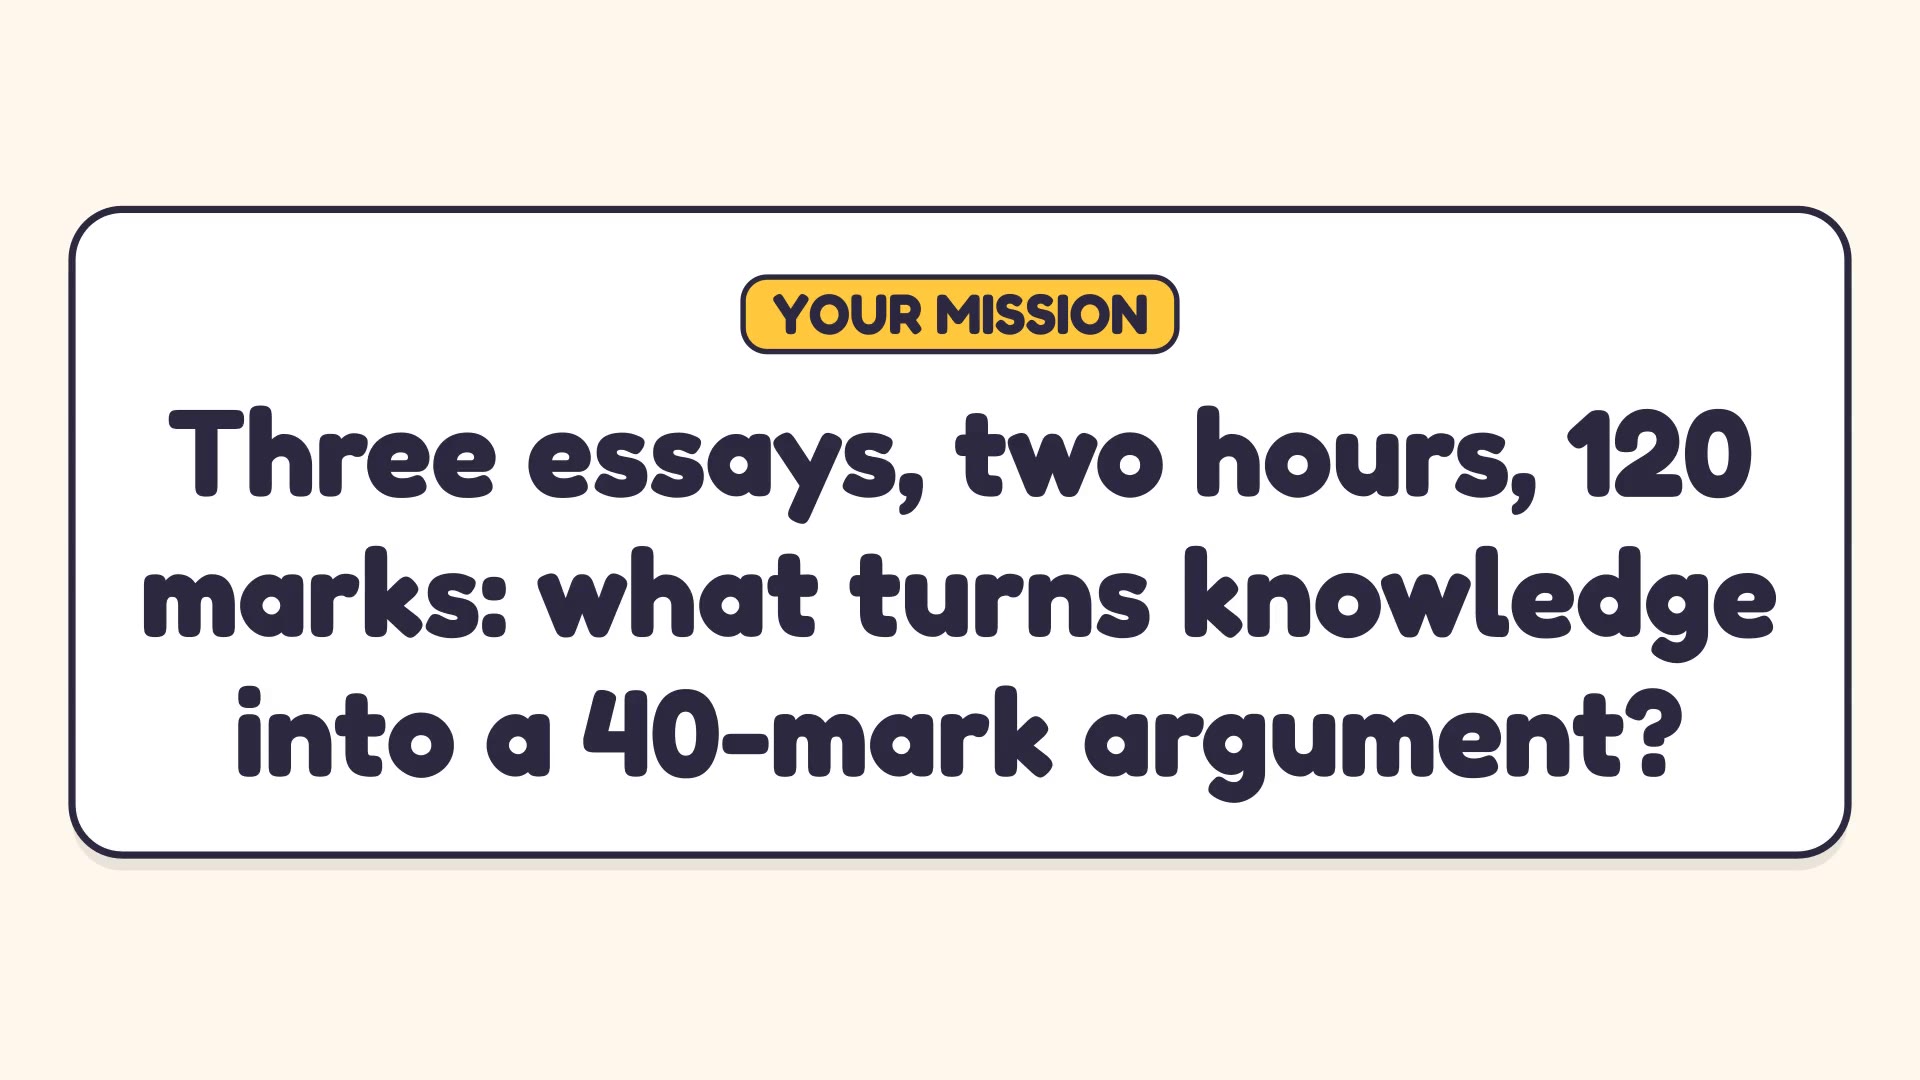 YOUR MISSION
Three essays, two hours, 120
marks: what turns knowledge
into a 40-mark argument?